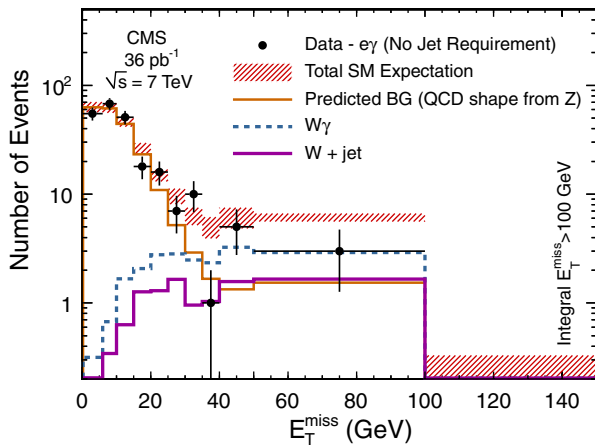 CMS
36 pb⁻¹
√s = 7 TeV
Data - eγ (No Jet Requirement)
Total SM Expectation
Predicted BG (QCD shape from Z)
Wγ
W + jet
Number of Events
10²
10
1
Integral E_T^miss>100 GeV
0 20 40 60 80 100 120 140
E_T^miss (GeV)